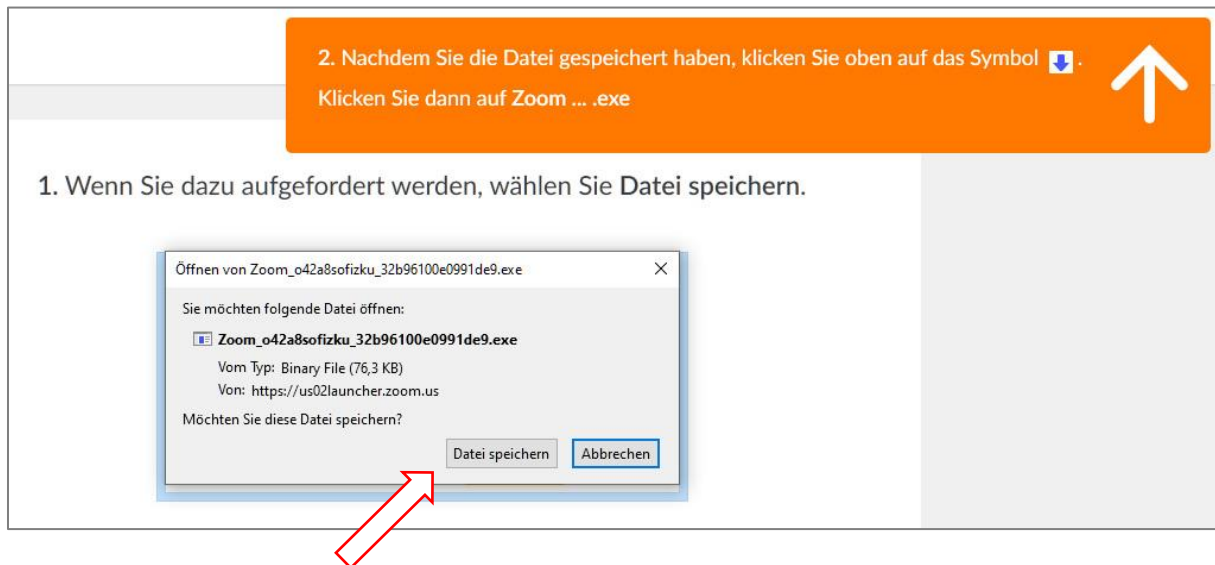 2. Nachdem Sie die Datei gespeichert haben, klicken Sie oben auf das Symbol .
Klicken Sie dann auf Zoom ... .exe
1. Wenn Sie dazu aufgefordert werden, wählen Sie Datei speichern.
Öffnen von Zoom_o42a8sofizku_32b96100e0991de9.exe
Sie möchten folgende Datei öffnen:
Zoom_o42a8sofizku_32b96100e0991de9.exe
Vom Typ: Binary File (76,3 KB)
Von: https://us02launcher.zoom.us
Möchten Sie diese Datei speichern?
Datei speichern Abbrechen